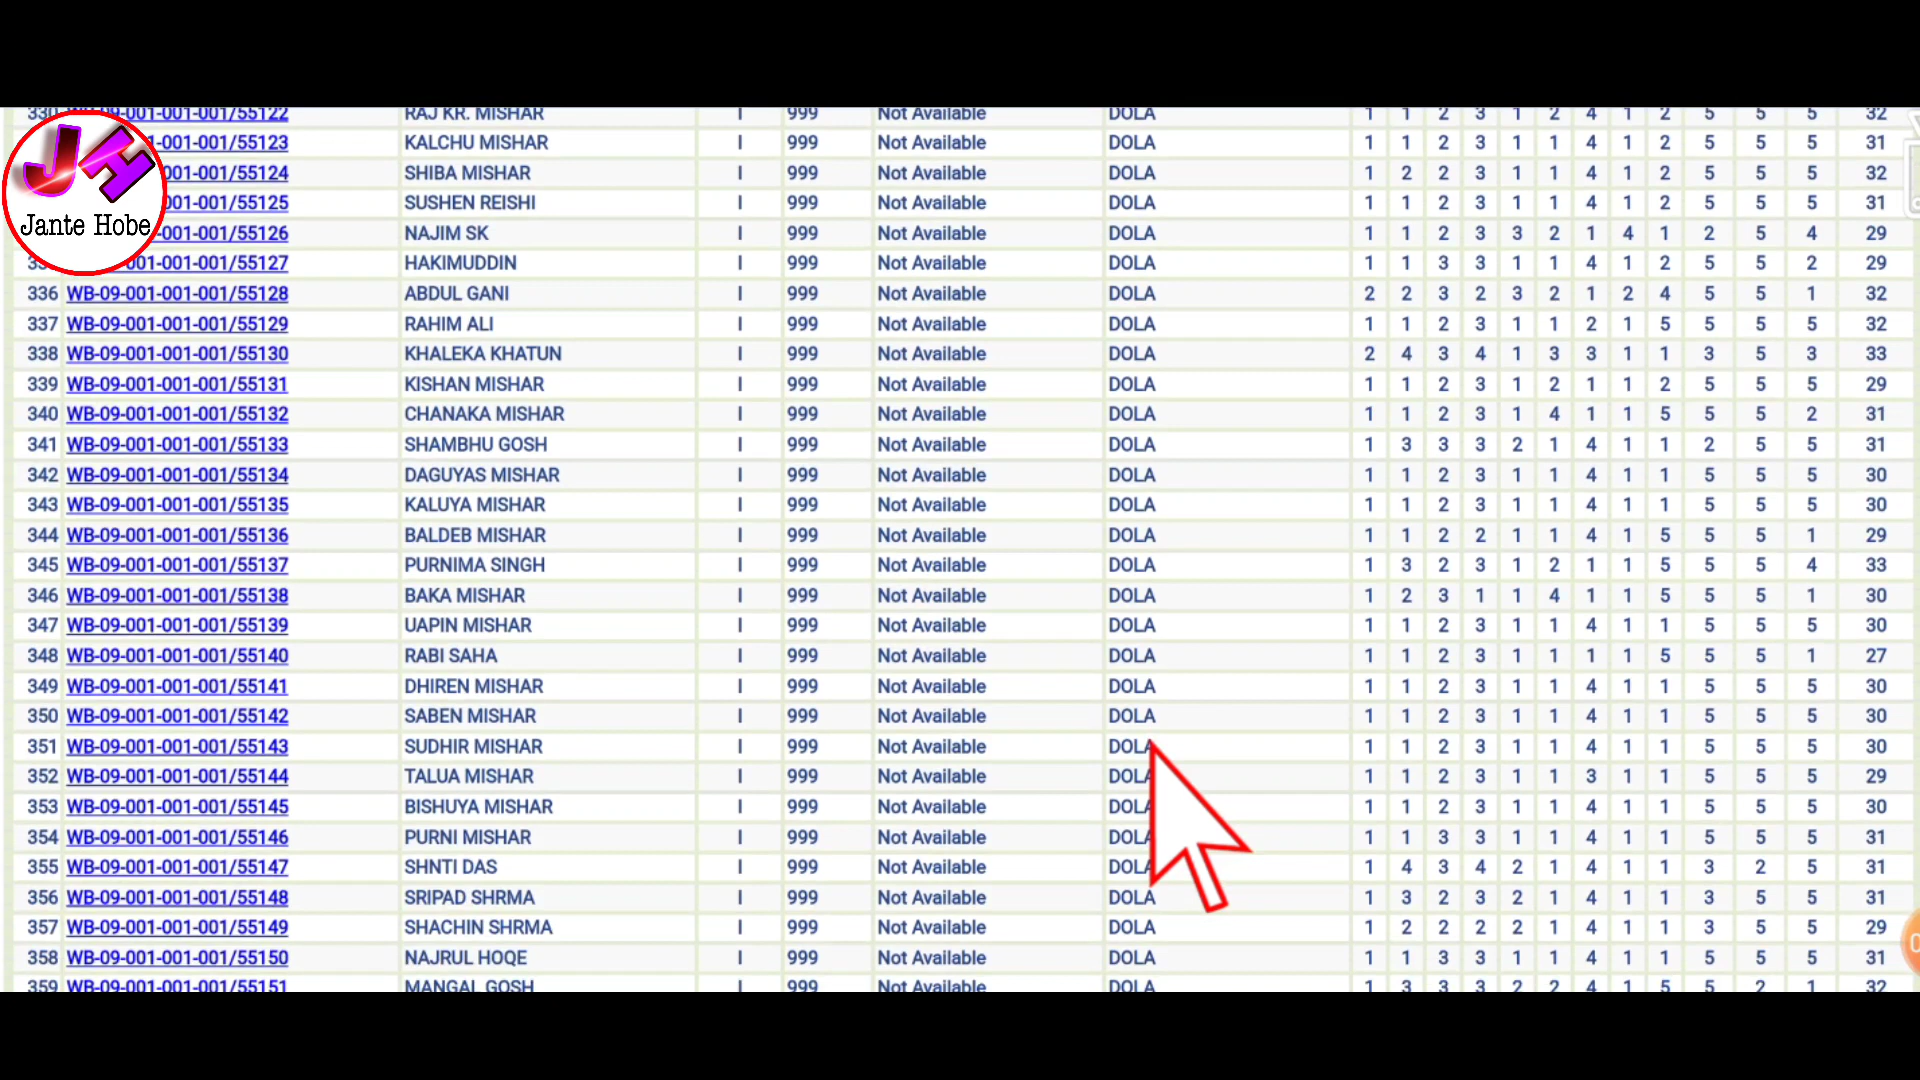 330 WB-09-001-001-001/55122 RAJ KR. MISHAR I 999 Not Available DOLA 1 1 2 3 1 2 4 1 2 5 5 5 32
-001-001/55123 KALCHU MISHAR I 999 Not Available DOLA 1 1 2 3 1 1 4 1 2 5 5 5 31
001-001/55124 SHIBA MISHAR I 999 Not Available DOLA 1 2 2 3 1 1 4 1 2 5 5 5 32
001-001/55125 SUSHEN REISHI I 999 Not Available DOLA 1 1 2 3 1 1 4 1 2 5 5 5 31
JH
Jante Hobe
-001-001/55126 NAJIM SK I 999 Not Available DOLA 1 1 2 3 3 2 1 4 1 2 5 4 29
-001-001-001/55127 HAKIMUDDIN I 999 Not Available DOLA 1 1 3 3 1 1 4 1 2 5 5 2 29
336 WB-09-001-001-001/55128 ABDUL GANI I 999 Not Available DOLA 2 2 3 2 3 2 1 2 4 5 5 1 32
337 WB-09-001-001-001/55129 RAHIM ALI I 999 Not Available DOLA 1 1 2 3 1 1 2 1 5 5 5 5 32
338 WB-09-001-001-001/55130 KHALEKA KHATUN I 999 Not Available DOLA 2 4 3 4 1 3 3 1 1 3 5 3 33
339 WB-09-001-001-001/55131 KISHAN MISHAR I 999 Not Available DOLA 1 1 2 3 1 2 1 1 2 5 5 5 29
340 WB-09-001-001-001/55132 CHANAKA MISHAR I 999 Not Available DOLA 1 1 2 3 1 4 1 1 5 5 5 2 31
341 WB-09-001-001-001/55133 SHAMBHU GOSH I 999 Not Available DOLA 1 3 3 3 2 1 4 1 1 2 5 5 31
342 WB-09-001-001-001/55134 DAGUYAS MISHAR I 999 Not Available DOLA 1 1 2 3 1 1 4 1 1 5 5 5 30
343 WB-09-001-001-001/55135 KALUYA MISHAR I 999 Not Available DOLA 1 1 2 3 1 1 4 1 1 5 5 5 30
344 WB-09-001-001-001/55136 BALDEB MISHAR I 999 Not Available DOLA 1 1 2 2 1 1 4 1 5 5 5 1 29
345 WB-09-001-001-001/55137 PURNIMA SINGH I 999 Not Available DOLA 1 3 2 3 1 2 1 1 5 5 5 4 33
346 WB-09-001-001-001/55138 BAKA MISHAR I 999 Not Available DOLA 1 2 3 1 1 4 1 1 5 5 5 1 30
347 WB-09-001-001-001/55139 UAPIN MISHAR I 999 Not Available DOLA 1 1 2 3 1 1 4 1 1 5 5 5 30
348 WB-09-001-001-001/55140 RABI SAHA I 999 Not Available DOLA 1 1 2 3 1 1 1 1 5 5 5 1 27
349 WB-09-001-001-001/55141 DHIREN MISHAR I 999 Not Available DOLA 1 1 2 3 1 1 4 1 1 5 5 5 30
350 WB-09-001-001-001/55142 SABEN MISHAR I 999 Not Available DOLA 1 1 2 3 1 1 4 1 1 5 5 5 30
351 WB-09-001-001-001/55143 SUDHIR MISHAR I 999 Not Available DOLA 1 1 2 3 1 1 4 1 1 5 5 5 30
352 WB-09-001-001-001/55144 TALUA MISHAR I 999 Not Available DOLA 1 1 2 3 1 1 3 1 1 5 5 5 29
353 WB-09-001-001-001/55145 BISHUYA MISHAR I 999 Not Available DOLA 1 1 2 3 1 1 4 1 1 5 5 5 30
354 WB-09-001-001-001/55146 PURNI MISHAR I 999 Not Available DOLA 1 1 3 3 1 1 4 1 1 5 5 5 31
355 WB-09-001-001-001/55147 SHNTI DAS I 999 Not Available DOLA 1 4 3 4 2 1 4 1 1 3 2 5 31
356 WB-09-001-001-001/55148 SRIPAD SHRMA I 999 Not Available DOLA 1 3 2 3 2 1 4 1 1 3 5 5 31
357 WB-09-001-001-001/55149 SHACHIN SHRMA I 999 Not Available DOLA 1 2 2 2 2 1 4 1 1 3 5 5 29
358 WB-09-001-001-001/55150 NAJRUL HOQE I 999 Not Available DOLA 1 1 3 3 1 1 4 1 1 5 5 5 31
359 WB-09-001-001-001/55151 MANGAL GOSH I 999 Not Available DOLA 1 3 3 3 2 2 4 1 5 5 2 1 32